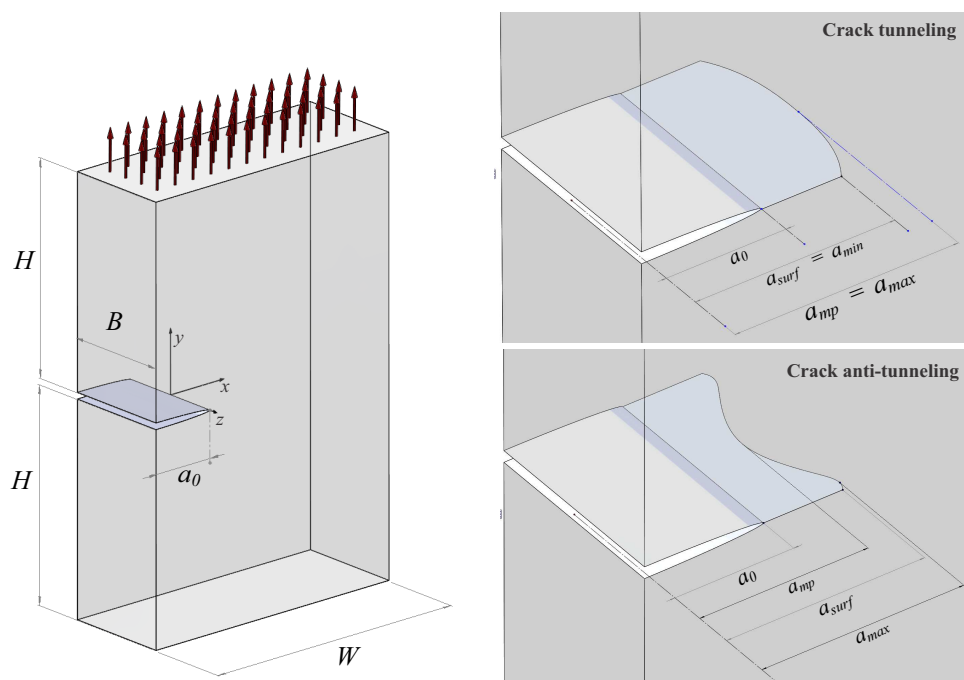 H
B
y
x
z
H
a0
W
Crack tunneling
a0
asurf = amin
amp = amax
Crack anti-tunneling
a0
amp
asurf
amax